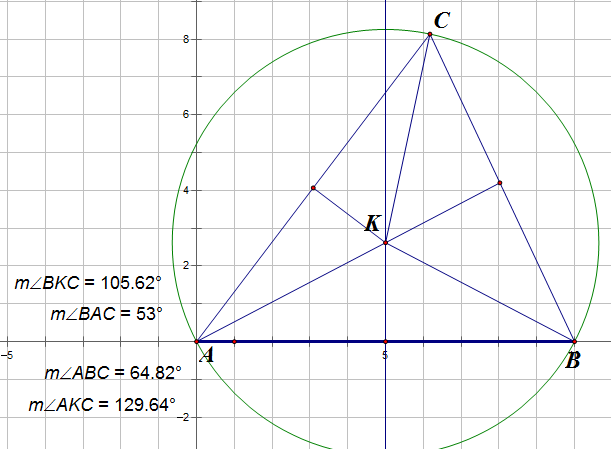 C
8
6
4
K
2
m∠BKC = 105.62°
m∠BAC = 53°
-5
A
5
B
m∠ABC = 64.82°
m∠AKC = 129.64°
-2